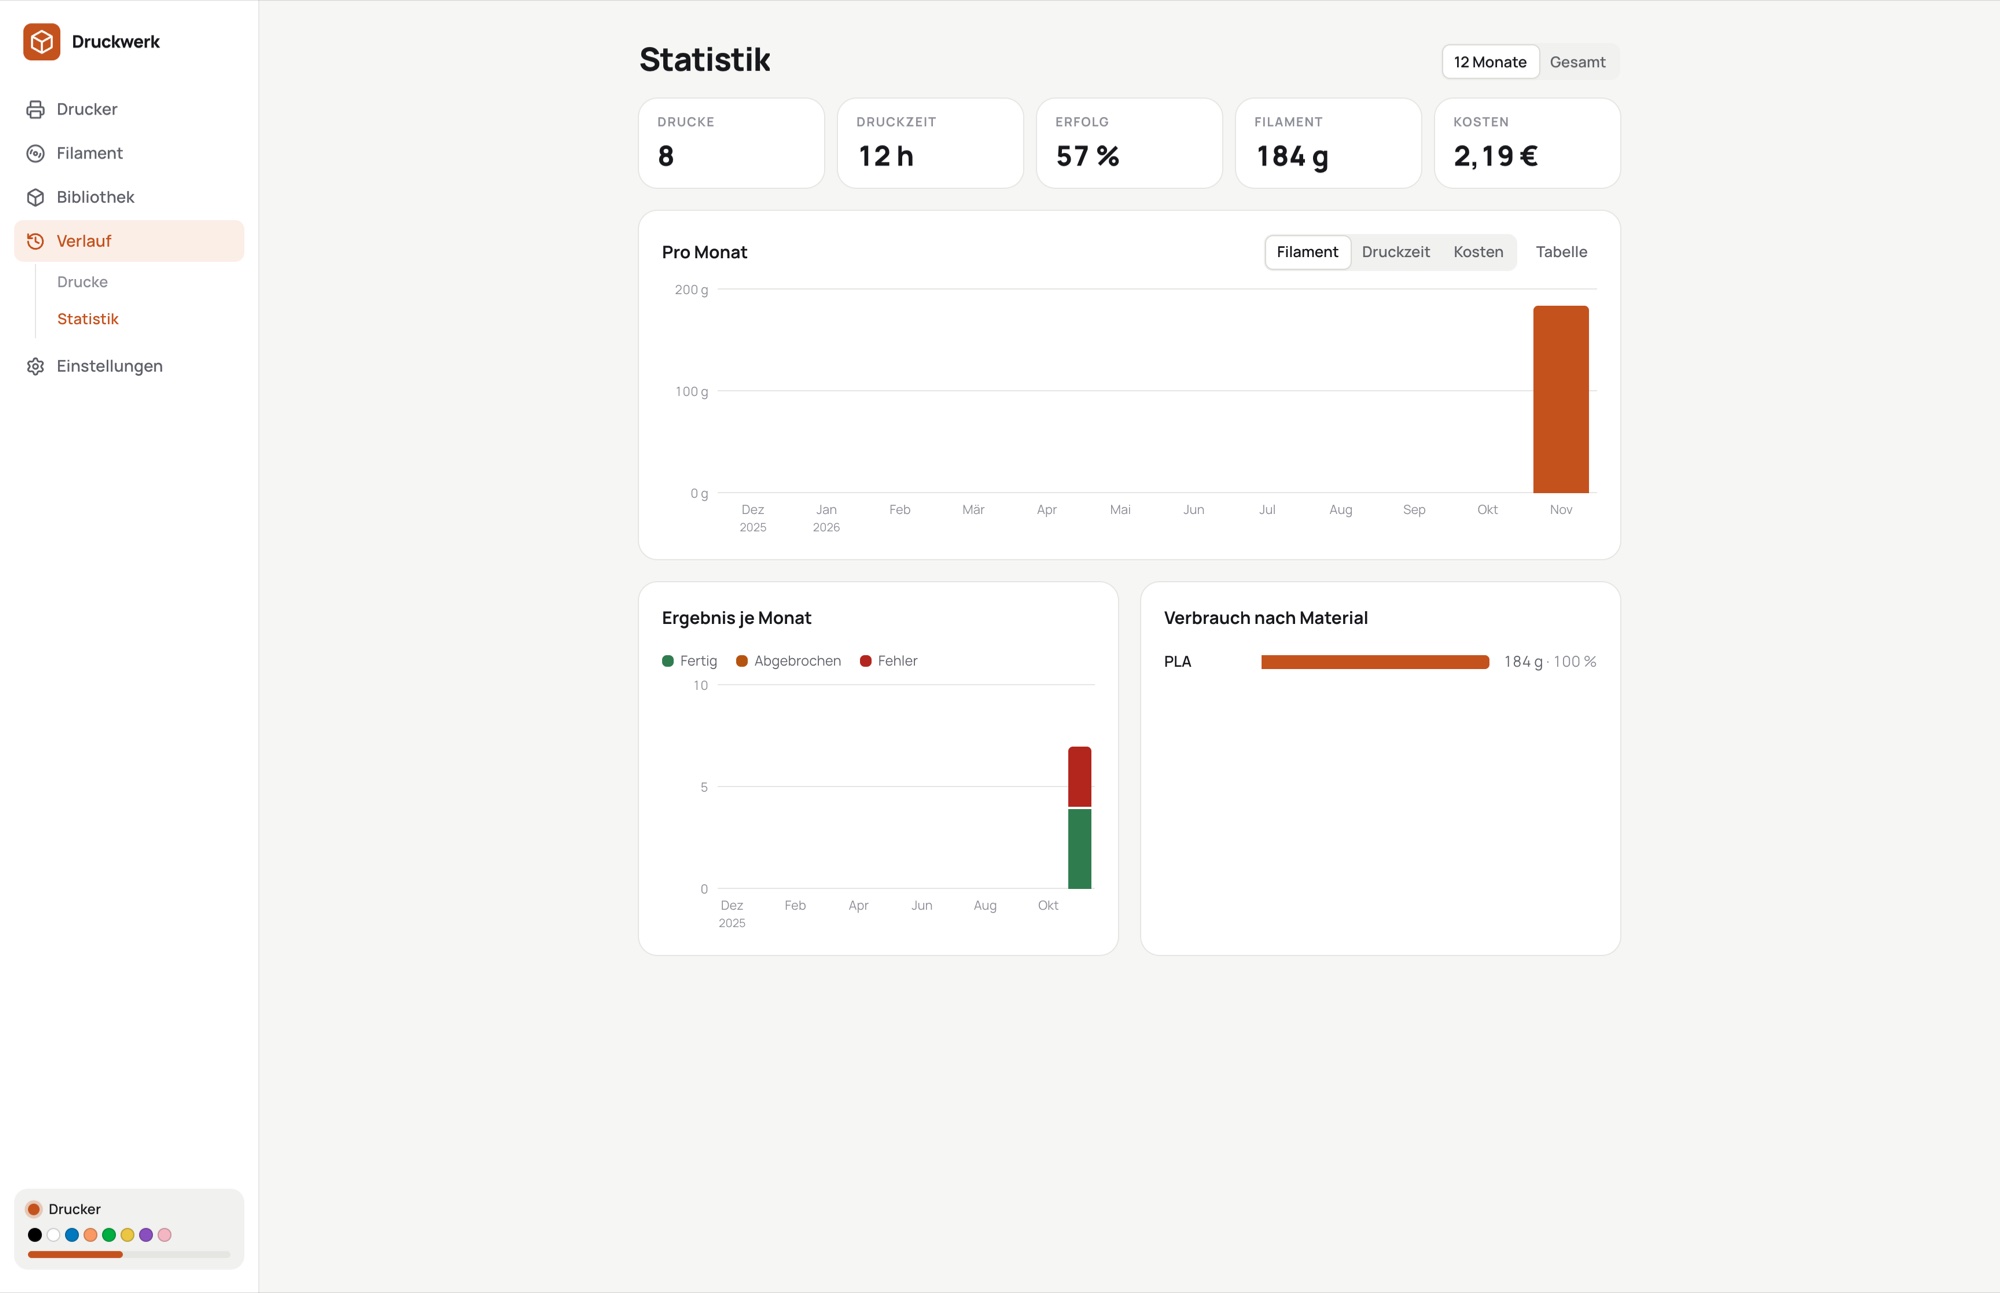 Druckwerk
Drucker
Filament
Bibliothek
Verlauf
Drucke
Statistik
Einstellungen
Drucker
Statistik
12 Monate Gesamt
DRUCKE
8
DRUCKZEIT
12 h
ERFOLG
57 %
FILAMENT
184 g
KOSTEN
2,19 €
Pro Monat
Filament Druckzeit Kosten Tabelle
200 g
100 g
0 g
Dez Jan Feb Mär Apr Mai Jun Jul Aug Sep Okt Nov
2025 2026
Ergebnis je Monat
Fertig Abgebrochen Fehler
10
5
0
Dez Feb Apr Jun Aug Okt
2025
Verbrauch nach Material
PLA 184 g · 100 %